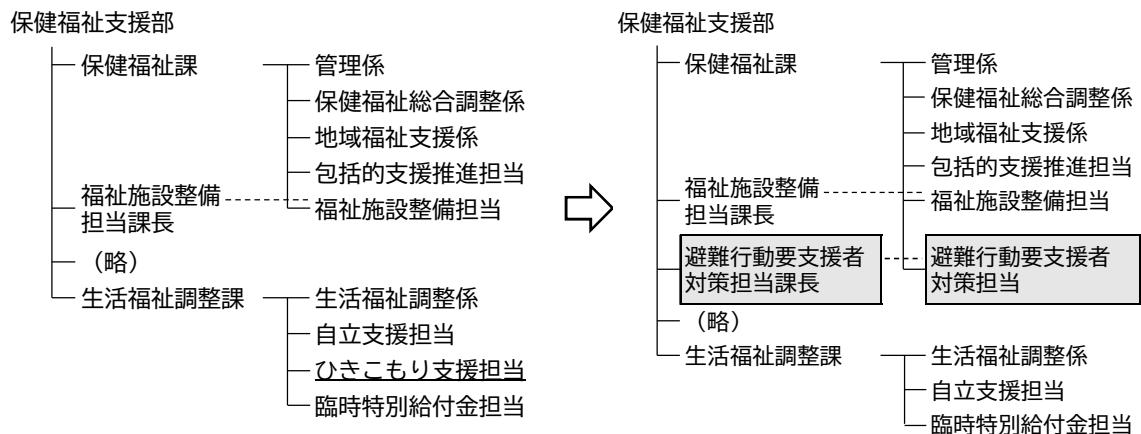 保健福祉支援部
保健福祉課
管理係
保健福祉総合調整係
地域福祉支援係
包括的支援推進担当
福祉施設整備
担当課長
福祉施設整備担当
（略）
生活福祉調整課
生活福祉調整係
自立支援担当
ひきこもり支援担当
臨時特別給付金担当
保健福祉支援部
保健福祉課
管理係
保健福祉総合調整係
地域福祉支援係
包括的支援推進担当
福祉施設整備
担当課長
福祉施設整備担当
避難行動要支援者
対策担当課長
避難行動要支援者
対策担当
（略）
生活福祉調整課
生活福祉調整係
自立支援担当
臨時特別給付金担当